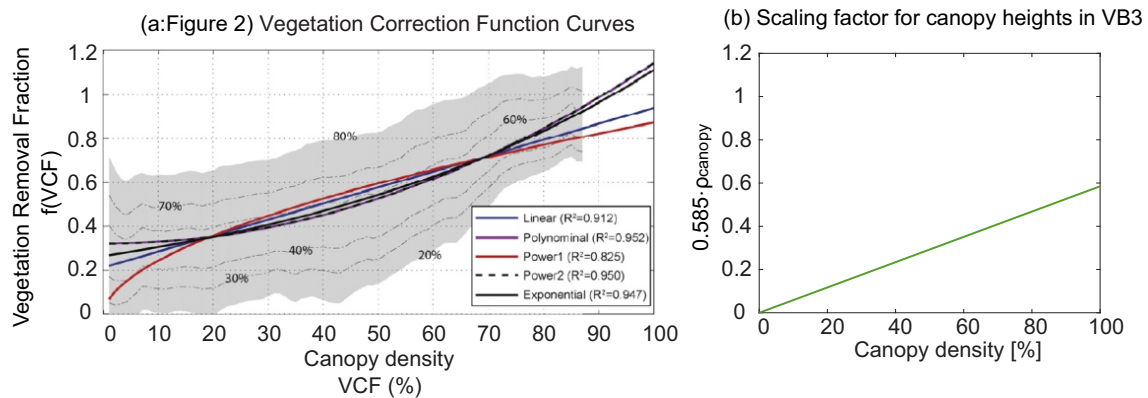 (a:Figure 2) Vegetation Correction Function Curves
Vegetation Removal Fraction
f(VCF)
1.2
1
0.8
0.6
0.4
0.2
0
80%
60%
70%
40%
30%
20%
Linear (R²=0.912)
Polynominal (R²=0.952)
Power1 (R²=0.825)
Power2 (R²=0.950)
Exponential (R²=0.947)
0 10 20 30 40 50 60 70 80 90 100
Canopy density
VCF (%)
(b) Scaling factor for canopy heights in VB3
0.585·ρcanopy
1.2
1
0.8
0.6
0.4
0.2
0
0 20 40 60 80 100
Canopy density [%]